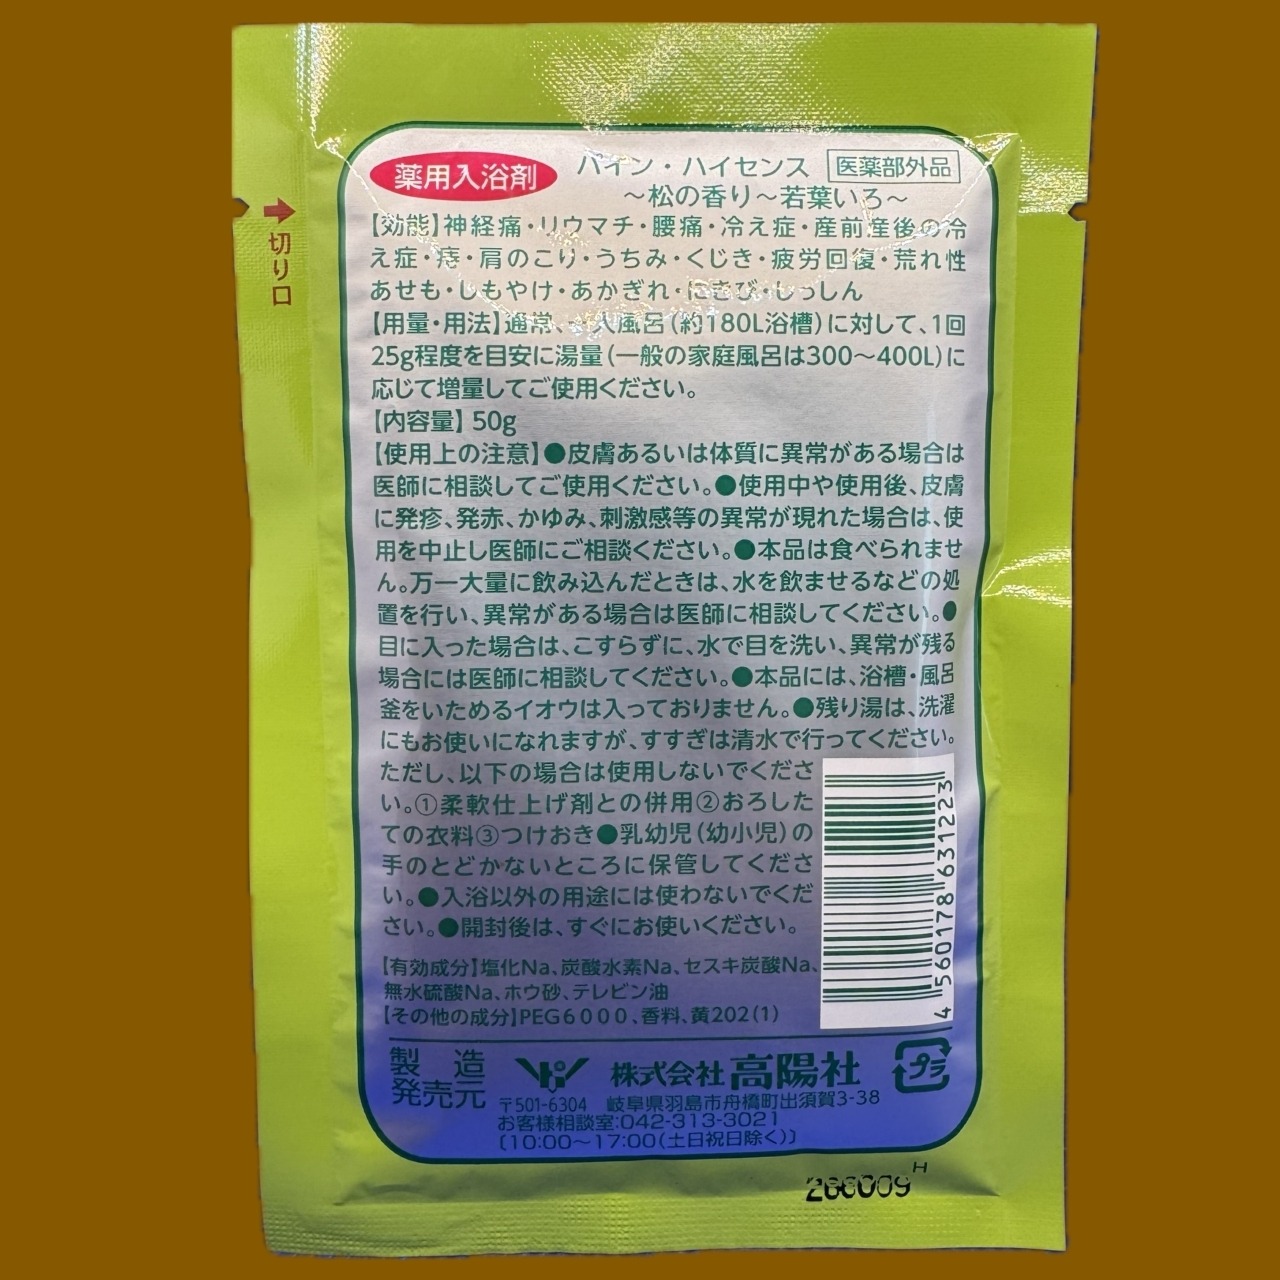 薬用入浴剤
パイン・ハイセンス 医薬部外品
～松の香り～若葉いろ～
切り口
【効能】神経痛・リウマチ・腰痛・冷え症・産前産後の冷
え症・痔・肩のこり・うちみ・くじき・疲労回復・荒れ性
あせも・しもやけ・あかぎれ・にきび・しっしん
【用量・用法】通常、一人風呂(約180L浴槽)に対して、1回
25g程度を目安に湯量(一般の家庭風呂は300～400L)に
応じて増量してご使用ください。
【内容量】50g
【使用上の注意】●皮膚あるいは体質に異常がある場合は
医師に相談してご使用ください。●使用中や使用後、皮膚
に発疹、発赤、かゆみ、刺激感等の異常が現れた場合は、使
用を中止し医師にご相談ください。●本品は食べられませ
ん。万一大量に飲み込んだときは、水を飲ませるなどの処
置を行い、異常がある場合は医師に相談してください。●
目に入った場合は、こすらずに、水で目を洗い、異常が残る
場合には医師に相談してください。●本品には、浴槽・風呂
釜をいためるイオウは入っておりません。●残り湯は、洗濯
にもお使いになれますが、すすぎは清水で行ってください。
ただし、以下の場合は使用しないでくださ
い。①柔軟仕上げ剤との併用②おろした
ての衣料③つけおき●乳幼児(幼小児)の
手のとどかないところに保管してくださ
い。●入浴以外の用途には使わないでくだ
さい。●開封後は、すぐにお使いください。
【有効成分】塩化Na、炭酸水素Na、セスキ炭酸Na、
無水硫酸Na、ホウ砂、テレビン油
【その他の成分】PEG6000、香料、黄202(1)
4 560178 631223
製造
発売元
株式会社 高陽社
プラ
〒501-6304 岐阜県羽島市舟橋町出須賀3-38
お客様相談室:042-313-3021
〔10:00～17:00(土日祝日除く)〕
H